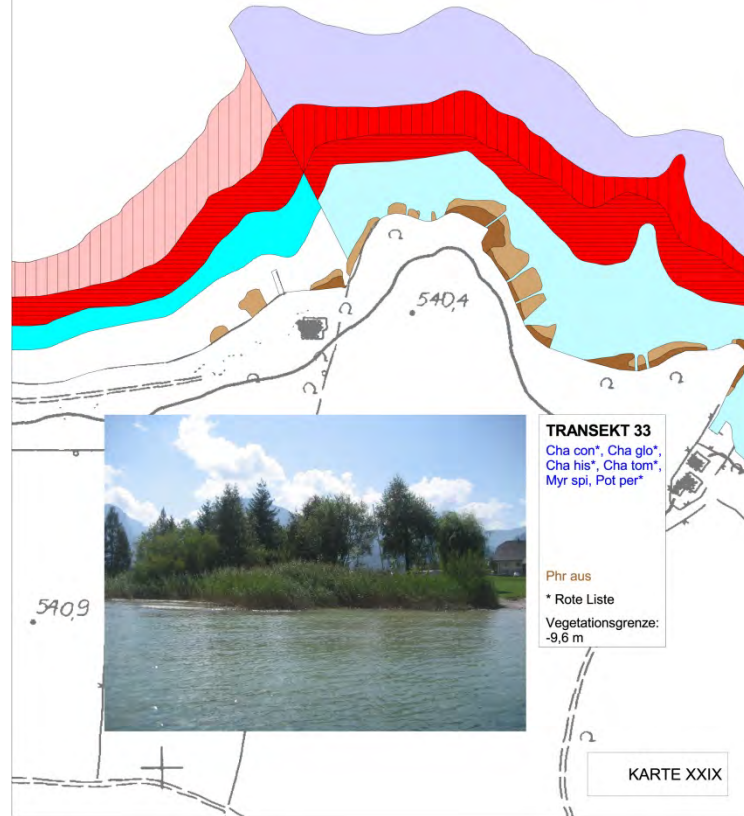 540,4
TRANSEKT 33
Cha con*, Cha glo*,
Cha his*, Cha tom*,
Myr spi, Pot per*
Phr aus
* Rote Liste
Vegetationsgrenze:
-9,6 m
540,9
KARTE XXIX